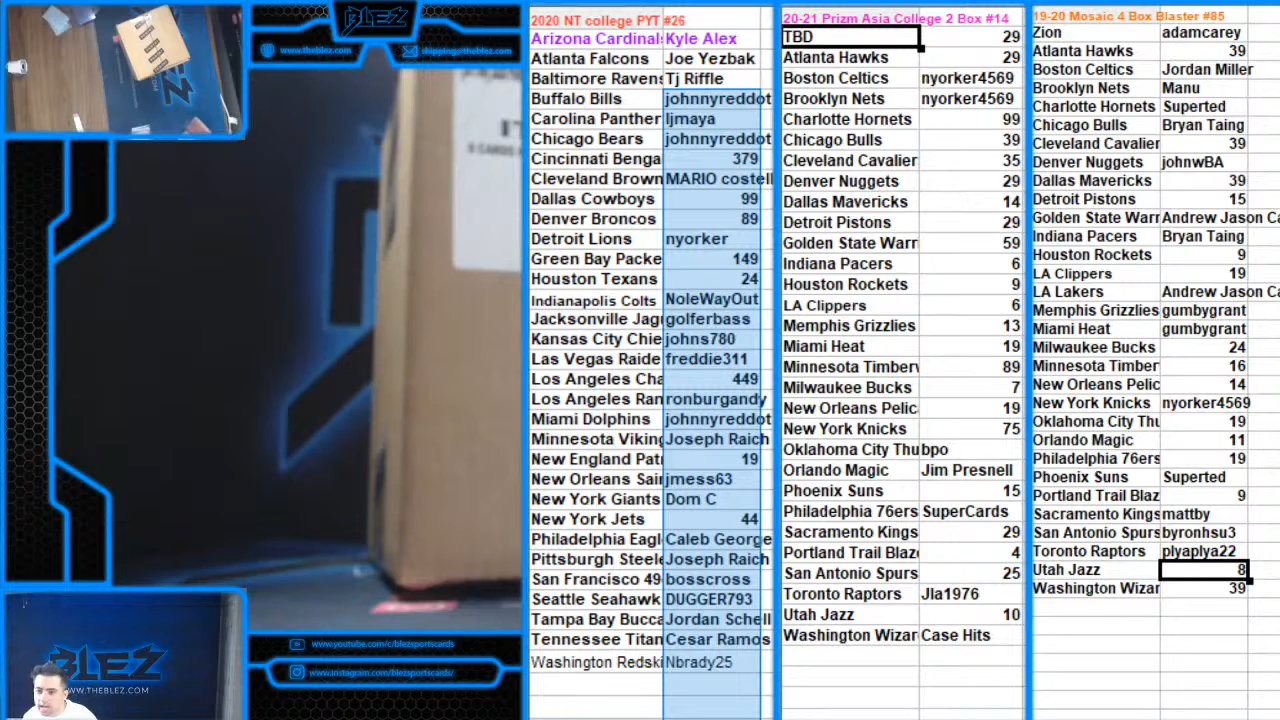 BLEZ
www.theblez.com
shipping@theblez.com
2020 NT college PYT #26
Arizona Cardinals Kyle Alex
Atlanta Falcons Joe Yezbak
Baltimore Ravens Tj Riffle
Buffalo Bills johnnyreddot
Carolina Panther ljmaya
Chicago Bears johnnyreddot
Cincinnati Benga 379
Cleveland Brown MARIO costell
Dallas Cowboys 99
Denver Broncos 89
Detroit Lions nyorker
Green Bay Packe 149
Houston Texans 24
Indianapolis Colts NoleWayOut
Jacksonville Jagu golferbass
Kansas City Chie johns780
Las Vegas Raide freddie311
Los Angeles Cha 449
Los Angeles Ran ronburgandy
Miami Dolphins johnnyreddot
Minnesota Viking Joseph Raich
New England Pat 19
New Orleans Sai jmess63
New York Giants Dom C
New York Jets 44
Philadelphia Eagl Caleb George
Pittsburgh Steele Joseph Raich
San Francisco 49 bosscross
Seattle Seahawk DUGGER793
Tampa Bay Bucca Jordan Schell
Tennessee Titan Cesar Ramos
Washington Redski Nbrady25
20-21 Prizm Asia College 2 Box #14
TBD 29
Atlanta Hawks 29
Boston Celtics nyorker4569
Brooklyn Nets nyorker4569
Charlotte Hornets 99
Chicago Bulls 39
Cleveland Cavalier 35
Denver Nuggets 29
Dallas Mavericks 14
Detroit Pistons 29
Golden State Warr 59
Indiana Pacers 6
Houston Rockets 9
LA Clippers 6
Memphis Grizzlies 13
Miami Heat 19
Minnesota Timberv 89
Milwaukee Bucks 7
New Orleans Pelic 19
New York Knicks 75
Oklahoma City Thu bpo
Orlando Magic Jim Presnell
Phoenix Suns 15
Philadelphia 76ers SuperCards
Sacramento Kings 29
Portland Trail Blaz 4
San Antonio Spurs 25
Toronto Raptors Jla1976
Utah Jazz 10
Washington Wizar Case Hits
19-20 Mosaic 4 Box Blaster #85
Zion adamcarey
Atlanta Hawks 39
Boston Celtics Jordan Miller
Brooklyn Nets Manu
Charlotte Hornets Superted
Chicago Bulls Bryan Taing
Cleveland Cavalier 39
Denver Nuggets johnwBA
Dallas Mavericks 39
Detroit Pistons 15
Golden State Warr Andrew Jason Ca
Indiana Pacers Bryan Taing
Houston Rockets 9
LA Clippers 19
LA Lakers Andrew Jason Ca
Memphis Grizzlies gumbygrant
Miami Heat gumbygrant
Milwaukee Bucks 24
Minnesota Timber 16
New Orleans Pelic 14
New York Knicks nyorker4569
Oklahoma City Thu 19
Orlando Magic 11
Philadelphia 76ers 19
Phoenix Suns Superted
Portland Trail Blaz 9
Sacramento Kings mattby
San Antonio Spurs byronhsu3
Toronto Raptors plyaplya22
Utah Jazz 8
Washington Wizar 39
BLEZ
WWW.THEBLEZ.COM
www.youtube.com/c/blezsportscards
www.instagram.com/blezsportscards/